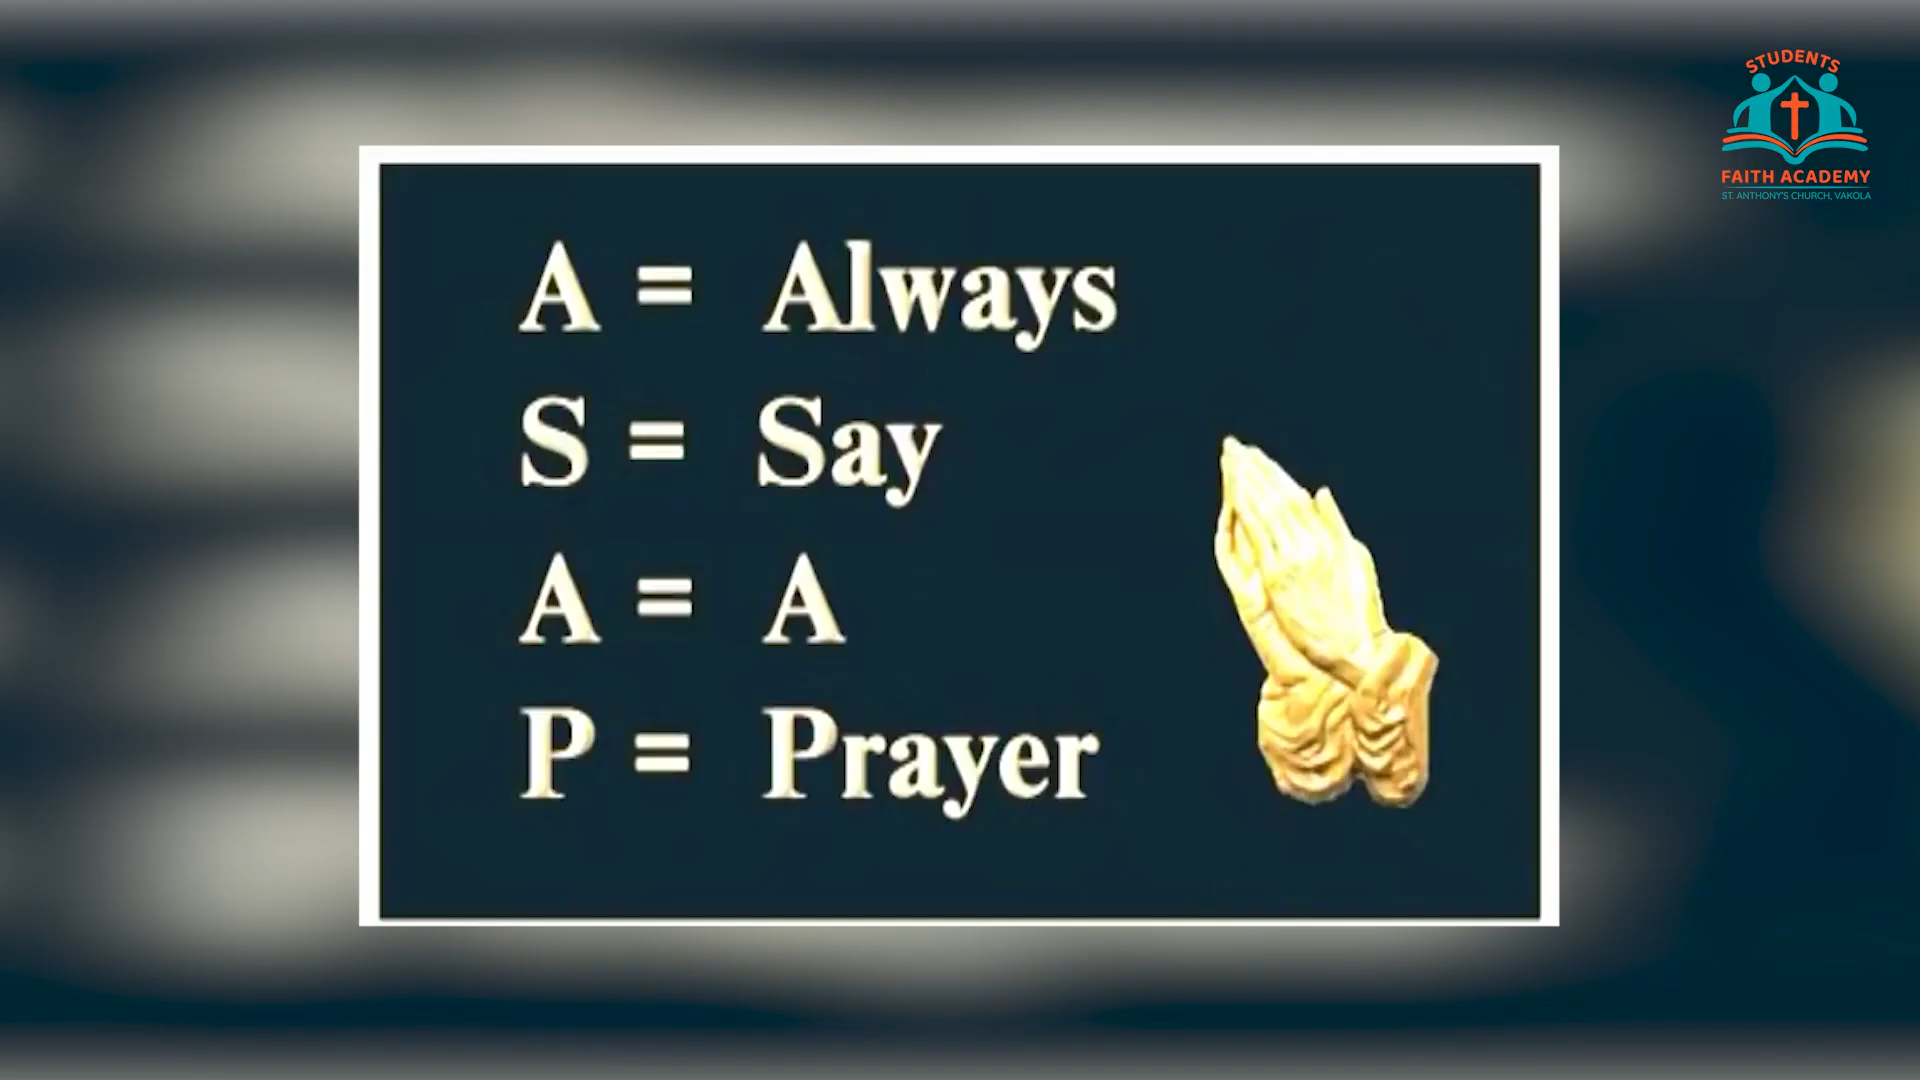 STUDENTS
FAITH ACADEMY
ST. ANTHONY'S CHURCH, VAKOLA
A = Always
S = Say
A = A
P = Prayer